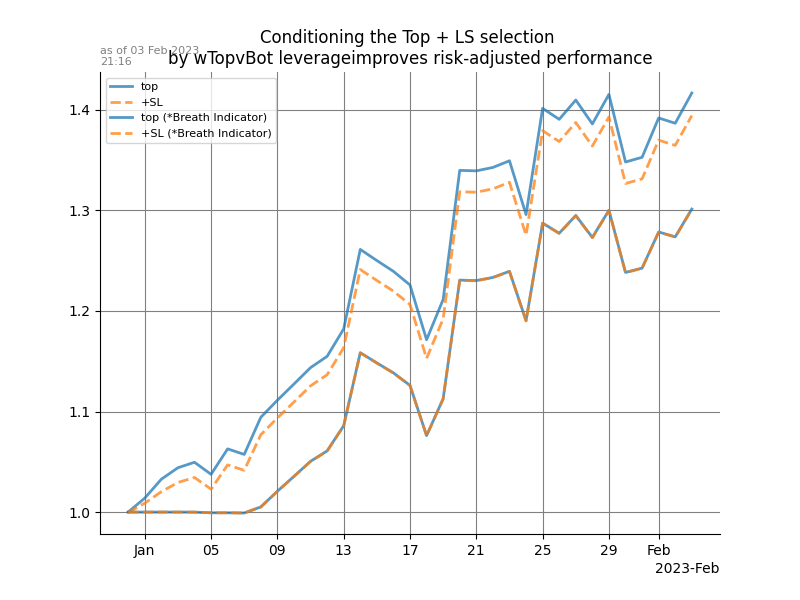 Conditioning the Top + LS selection
by wTopvBot leverageimproves risk-adjusted performance
as of 03 Feb 2023
21:16
top
+SL
top (*Breath Indicator)
+SL (*Breath Indicator)
1.4
1.3
1.2
1.1
1.0
Jan 05 09 13 17 21 25 29 Feb
2023-Feb